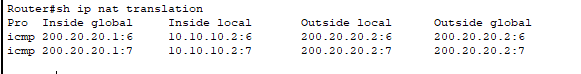 Router#sh ip nat translation
Pro  Inside global     Inside local       Outside local      Outside global
icmp 200.20.20.1:6     10.10.10.2:6       200.20.20.2:6      200.20.20.2:6
icmp 200.20.20.1:7     10.10.10.2:7       200.20.20.2:7      200.20.20.2:7